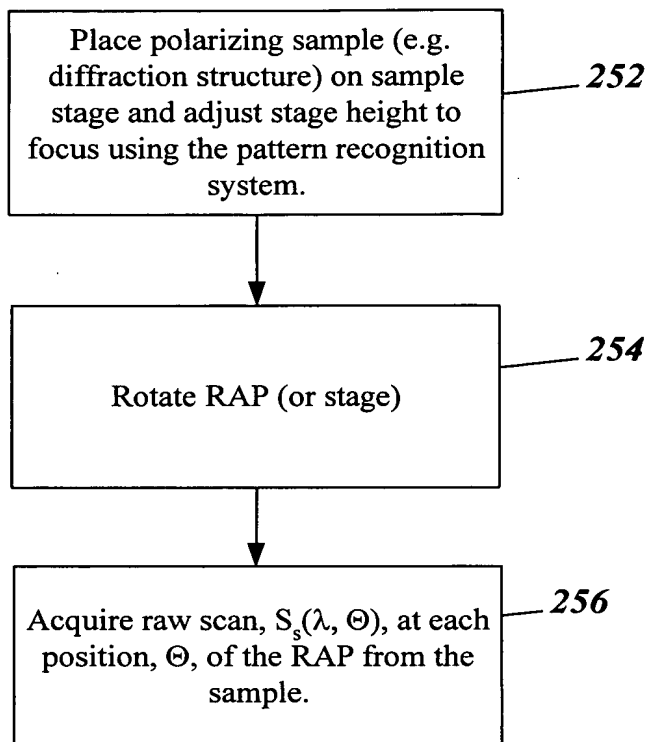 Place polarizing sample (e.g.
diffraction structure) on sample
stage and adjust stage height to
focus using the pattern recognition
system.
252
Rotate RAP (or stage)
254
Acquire raw scan, Sₛ(λ, Θ), at each
position, Θ, of the RAP from the
sample.
256